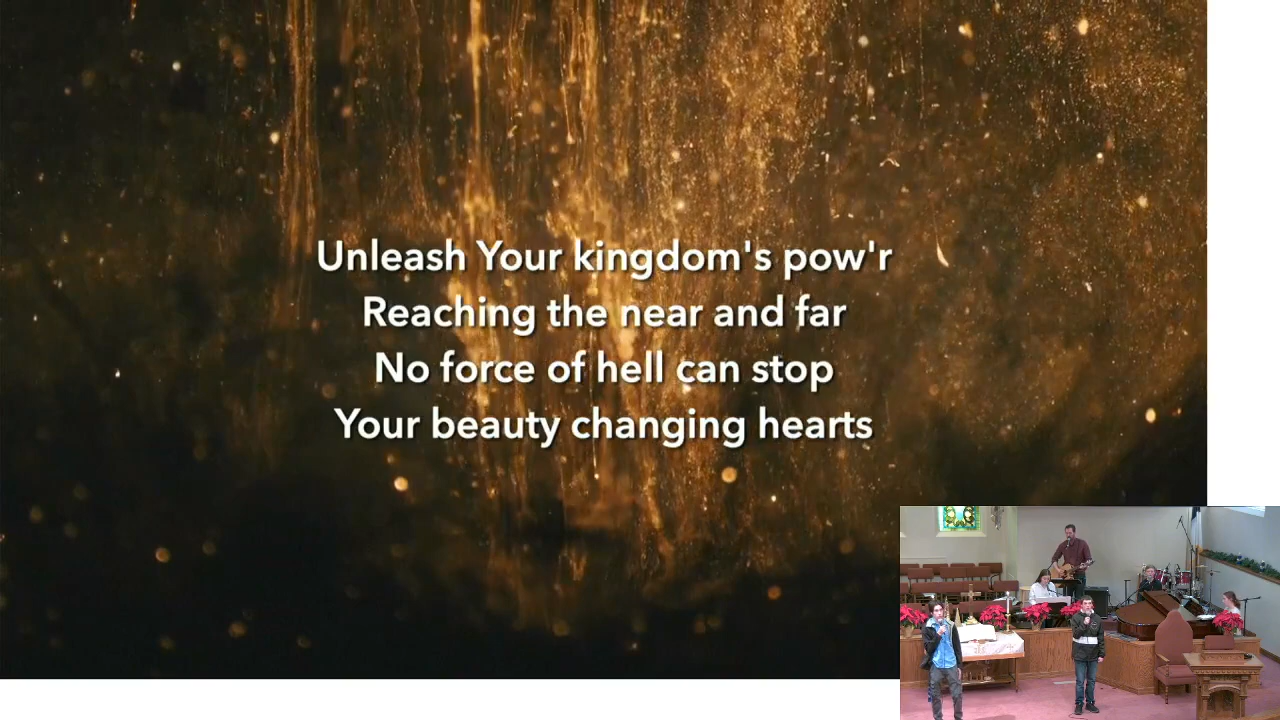 Unleash Your kingdom's pow'r
Reaching the near and far
No force of hell can stop
Your beauty changing hearts